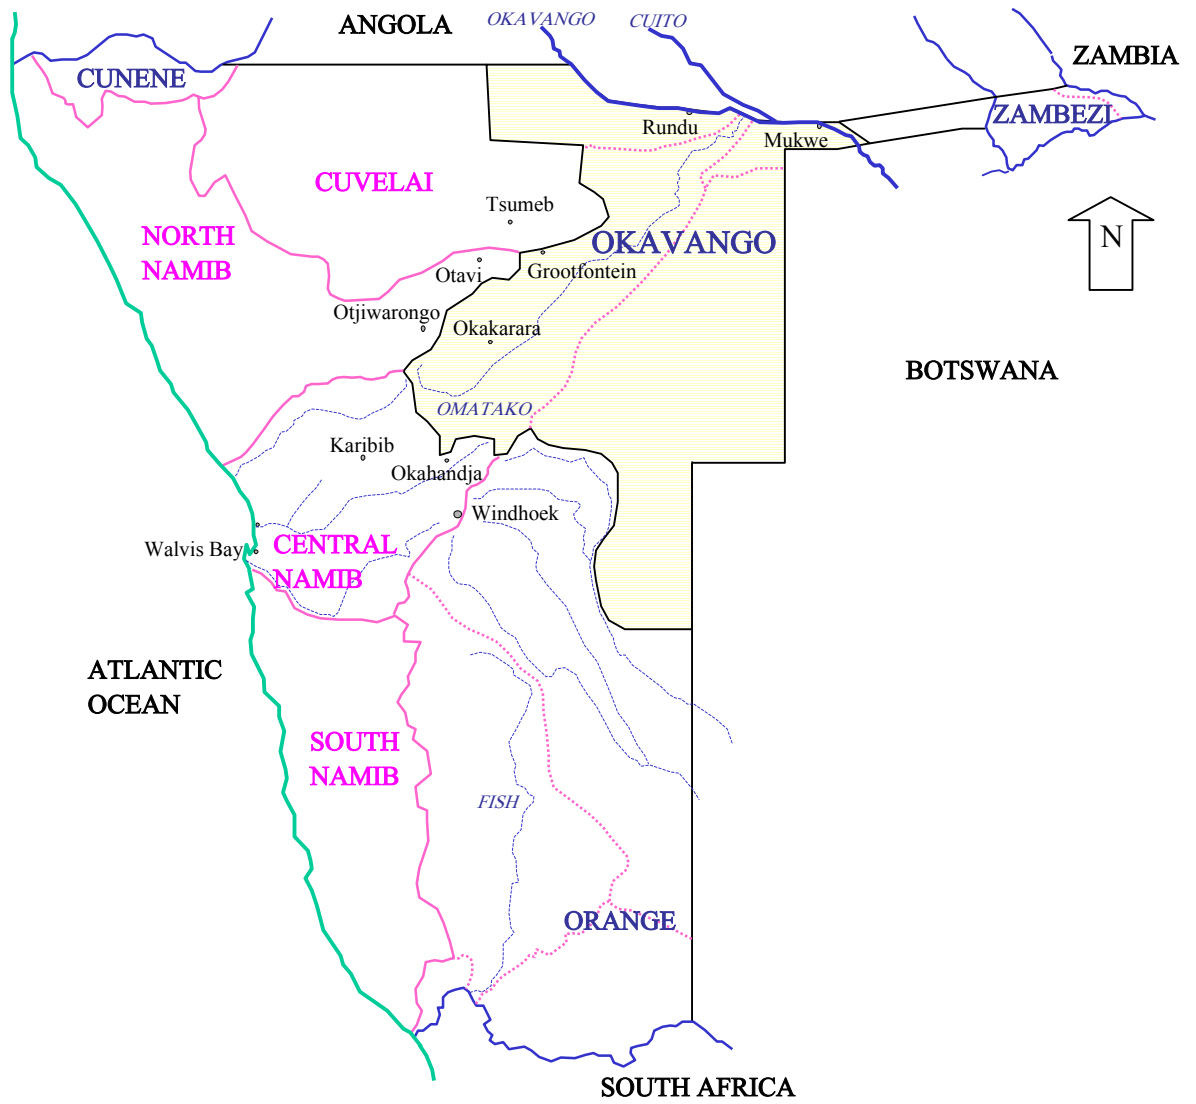 OKAVANGO
CUITO
ANGOLA
ZAMBIA
CUNENE
ZAMBEZI
Rundu
Mukwe
CUVELAI
Tsumeb
NORTH
NAMIB
OKAVANGO
N
Otavi
Grootfontein
Otjiwarongo
Okakarara
BOTSWANA
OMATAKO
Karibib
Okahandja
Windhoek
Walvis Bay
CENTRAL
NAMIB
ATLANTIC
OCEAN
SOUTH
NAMIB
FISH
ORANGE
SOUTH AFRICA